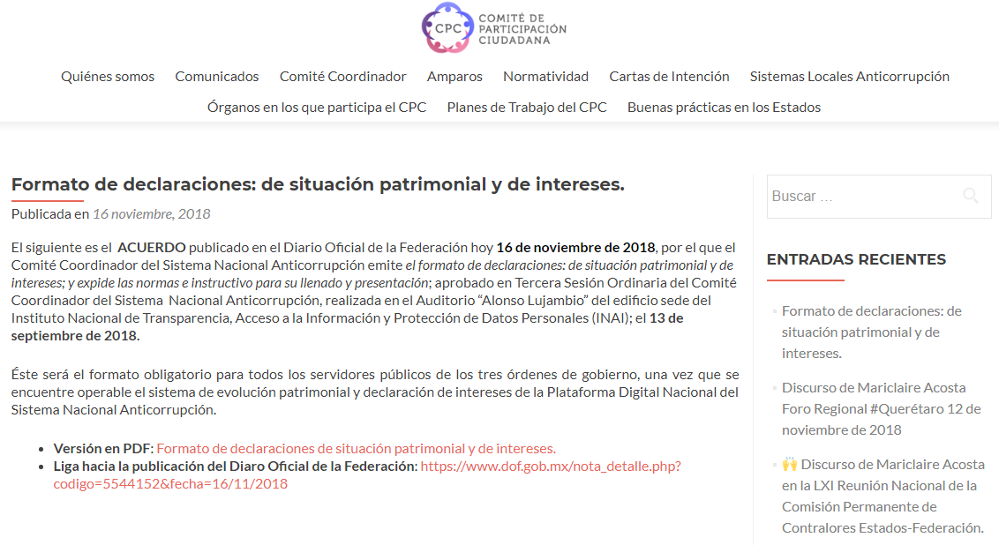 CPC
COMITÉ DE
PARTICIPACIÓN
CIUDADANA
Quiénes somos Comunicados Comité Coordinador Amparos Normatividad Cartas de Intención Sistemas Locales Anticorrupción
Órganos en los que participa el CPC Planes de Trabajo del CPC Buenas prácticas en los Estados
Formato de declaraciones: de situación patrimonial y de intereses.
Publicada en 16 noviembre, 2018
El siguiente es el ACUERDO publicado en el Diario Oficial de la Federación hoy 16 de noviembre de 2018, por el que el
Comité Coordinador del Sistema Nacional Anticorrupción emite el formato de declaraciones: de situación patrimonial y de
intereses; y expide las normas e instructivo para su llenado y presentación; aprobado en Tercera Sesión Ordinaria del Comité
Coordinador del Sistema Nacional Anticorrupción, realizada en el Auditorio “Alonso Lujambio” del edificio sede del
Instituto Nacional de Transparencia, Acceso a la Información y Protección de Datos Personales (INAI); el 13 de
septiembre de 2018.
Éste será el formato obligatorio para todos los servidores públicos de los tres órdenes de gobierno, una vez que se
encuentre operable el sistema de evolución patrimonial y declaración de intereses de la Plataforma Digital Nacional del
Sistema Nacional Anticorrupción.
• Versión en PDF: Formato de declaraciones de situación patrimonial y de intereses.
• Liga hacia la publicación del Diaro Oficial de la Federación: https://www.dof.gob.mx/nota_detalle.php?
codigo=5544152&fecha=16/11/2018
Buscar …
ENTRADAS RECIENTES
Formato de declaraciones: de
situación patrimonial y de
intereses.
Discurso de Mariclaire Acosta
Foro Regional #Querétaro 12 de
noviembre de 2018
🙌 Discurso de Mariclaire Acosta
en la LXI Reunión Nacional de la
Comisión Permanente de
Contralores Estados-Federación.